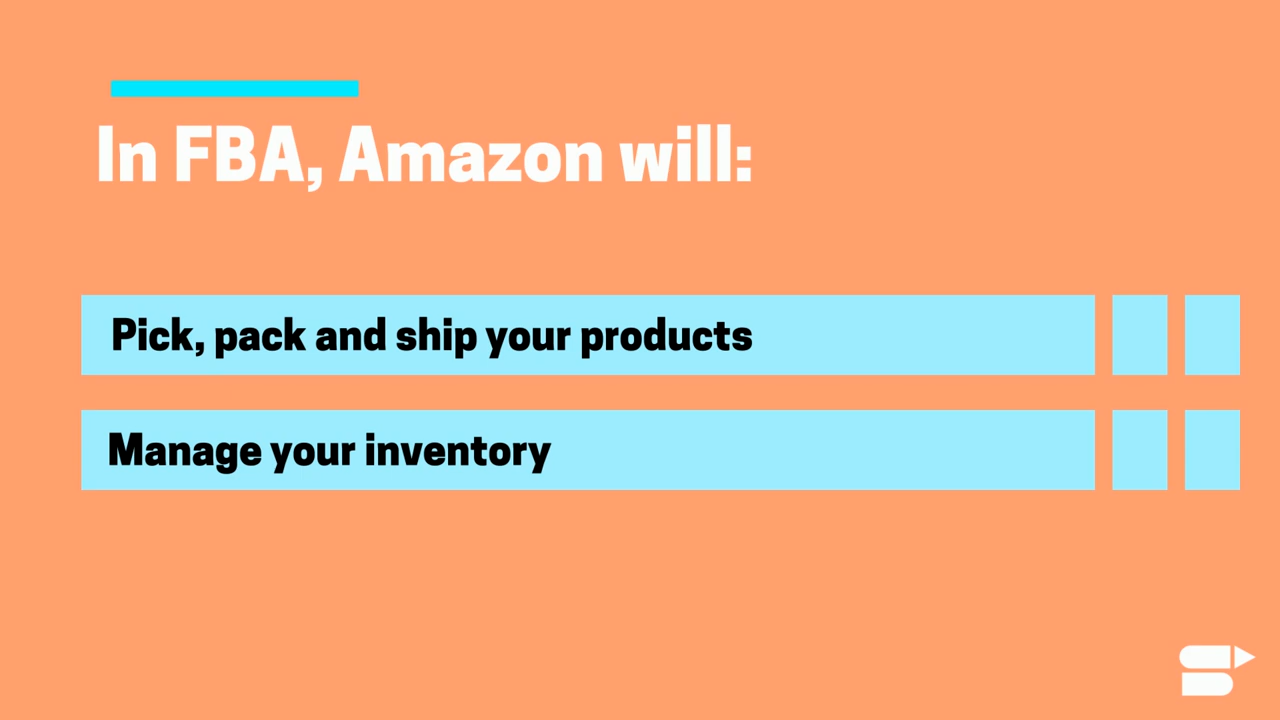 In FBA, Amazon will:
Pick, pack and ship your products
Manage your inventory